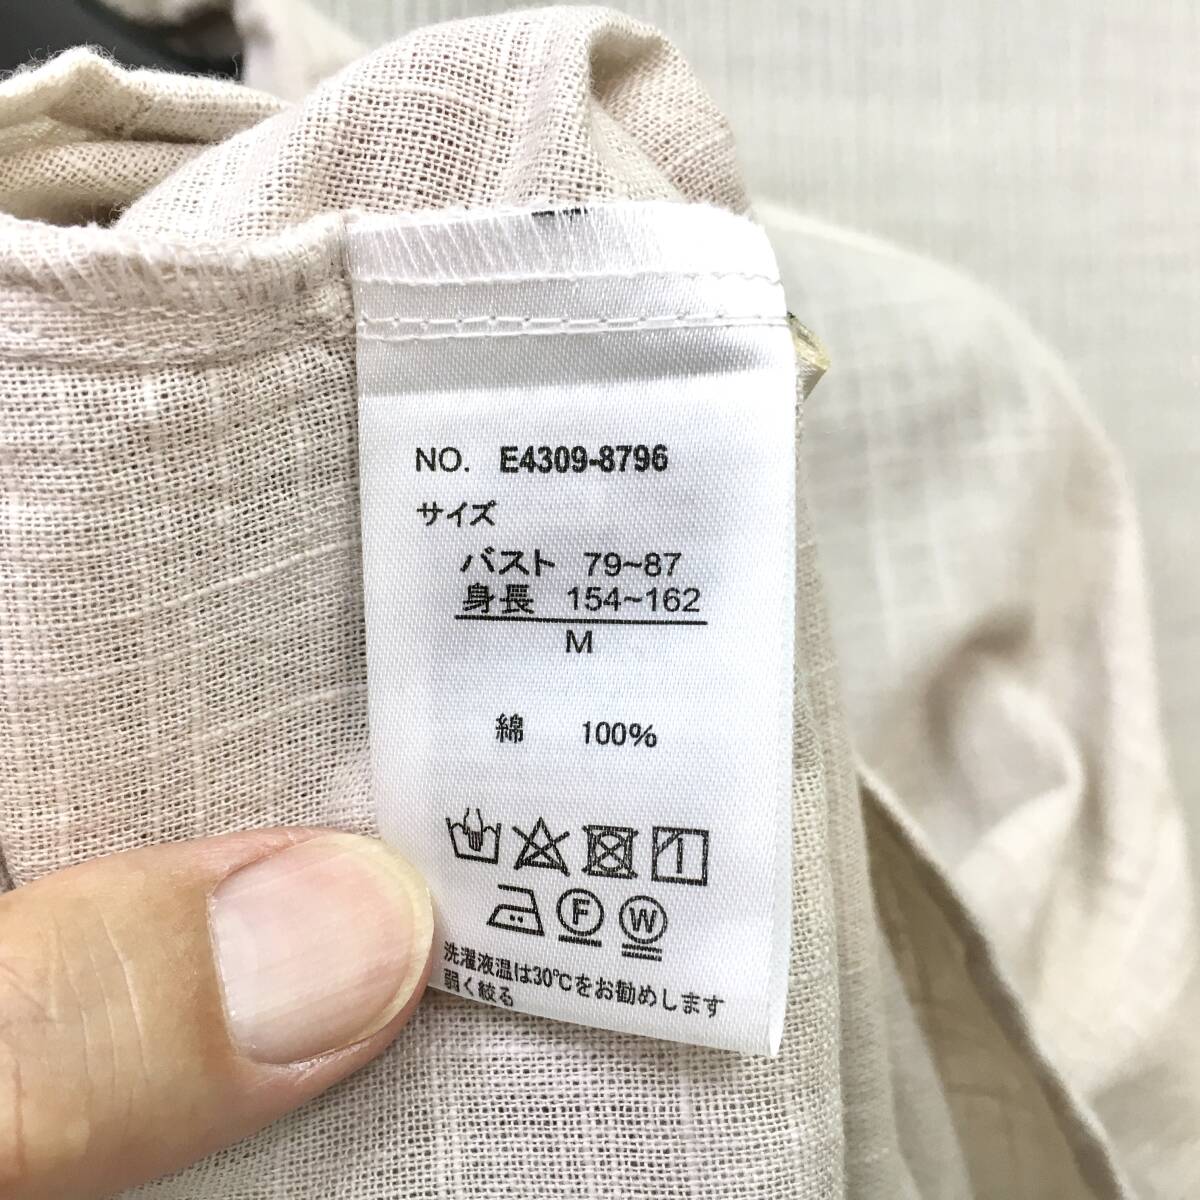 NO. E4309-8796
サイズ
バスト 79~87
身長 154~162
M
綿 100%
F W
洗濯液温は30℃をお勧めします
弱く絞る